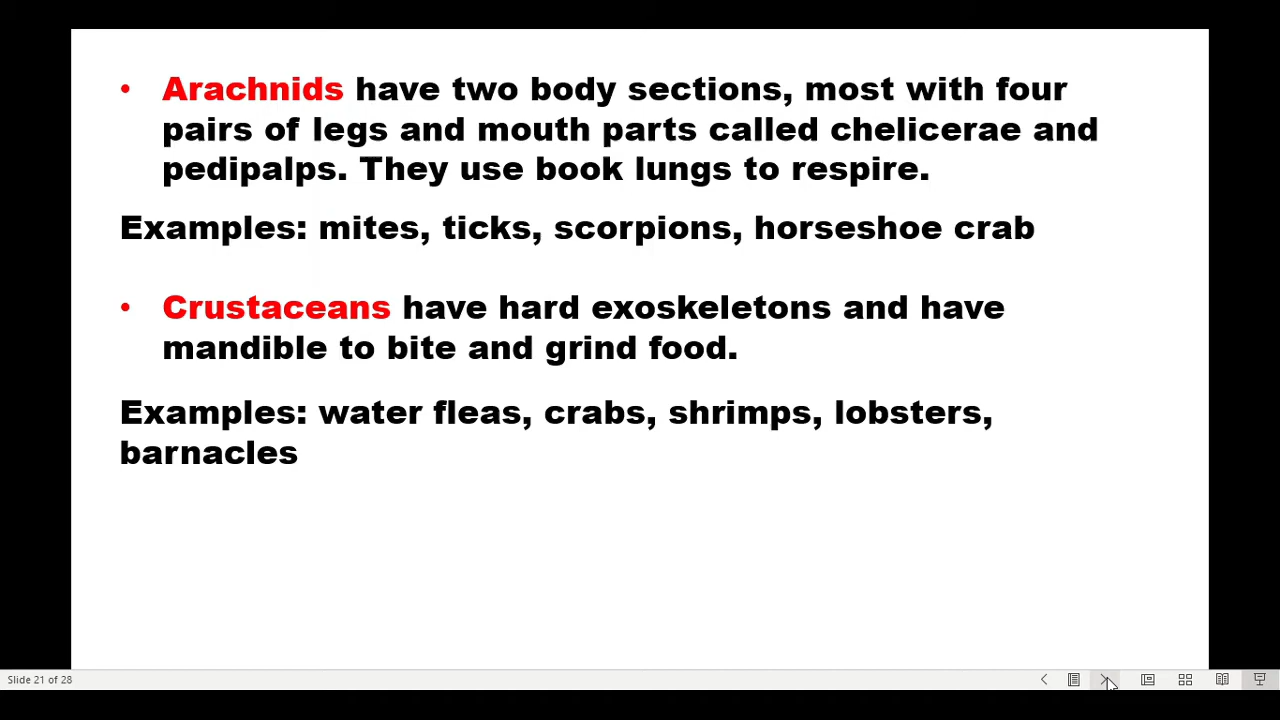 • Arachnids have two body sections, most with four
pairs of legs and mouth parts called chelicerae and
pedipalps. They use book lungs to respire.
Examples: mites, ticks, scorpions, horseshoe crab
• Crustaceans have hard exoskeletons and have
mandible to bite and grind food.
Examples: water fleas, crabs, shrimps, lobsters,
barnacles
Slide 21 of 28